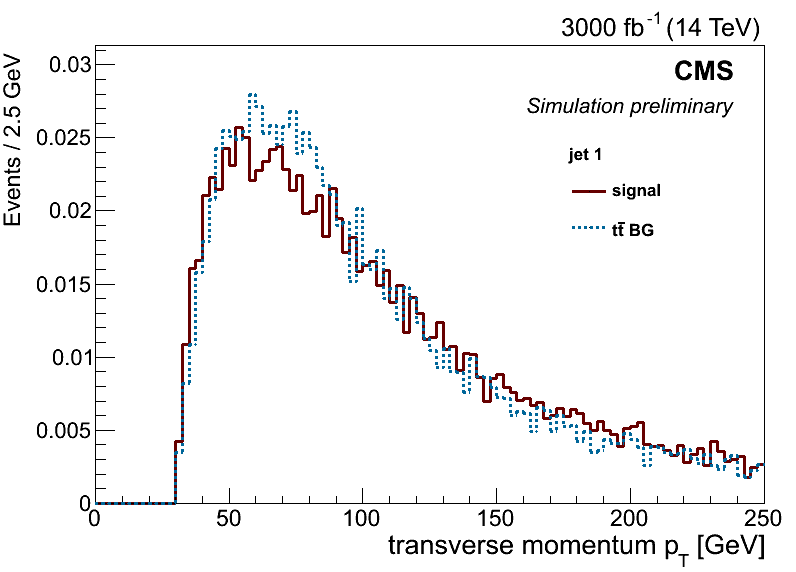 3000 fb⁻¹ (14 TeV)
CMS
Simulation preliminary
jet 1
signal
tt̄ BG
Events / 2.5 GeV
0.03
0.025
0.02
0.015
0.01
0.005
0
0 50 100 150 200 250
transverse momentum p_T [GeV]